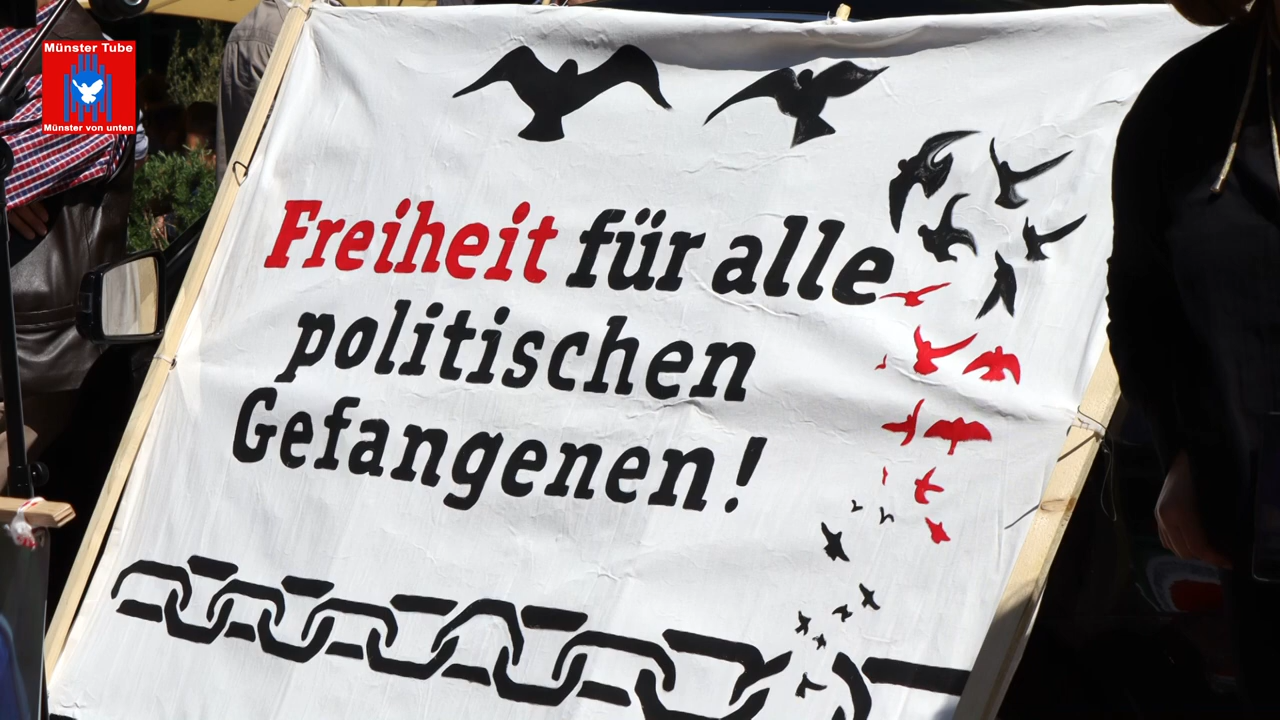 Münster Tube
Münster von unten
Freiheit für alle
politischen
Gefangenen!